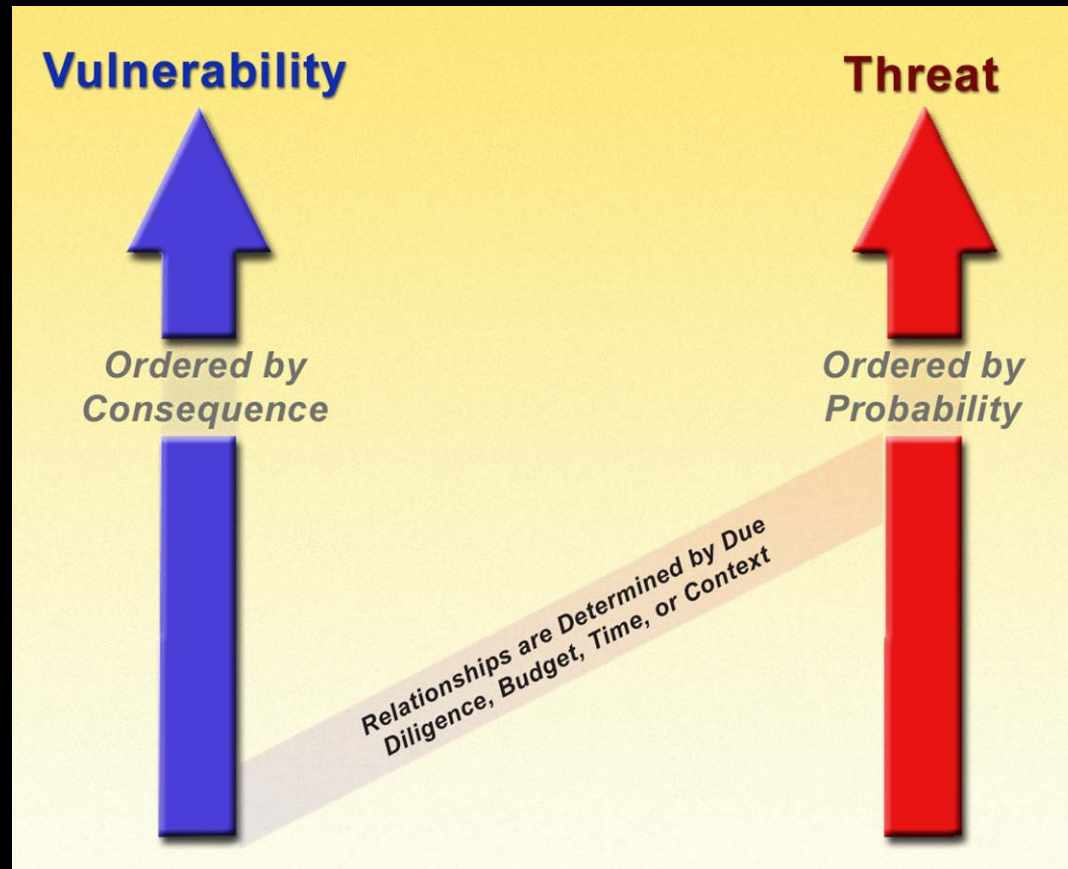 Vulnerability
Threat
Ordered by
Consequence
Ordered by
Probability
Relationships are Determined by Due
Diligence, Budget, Time, or Context